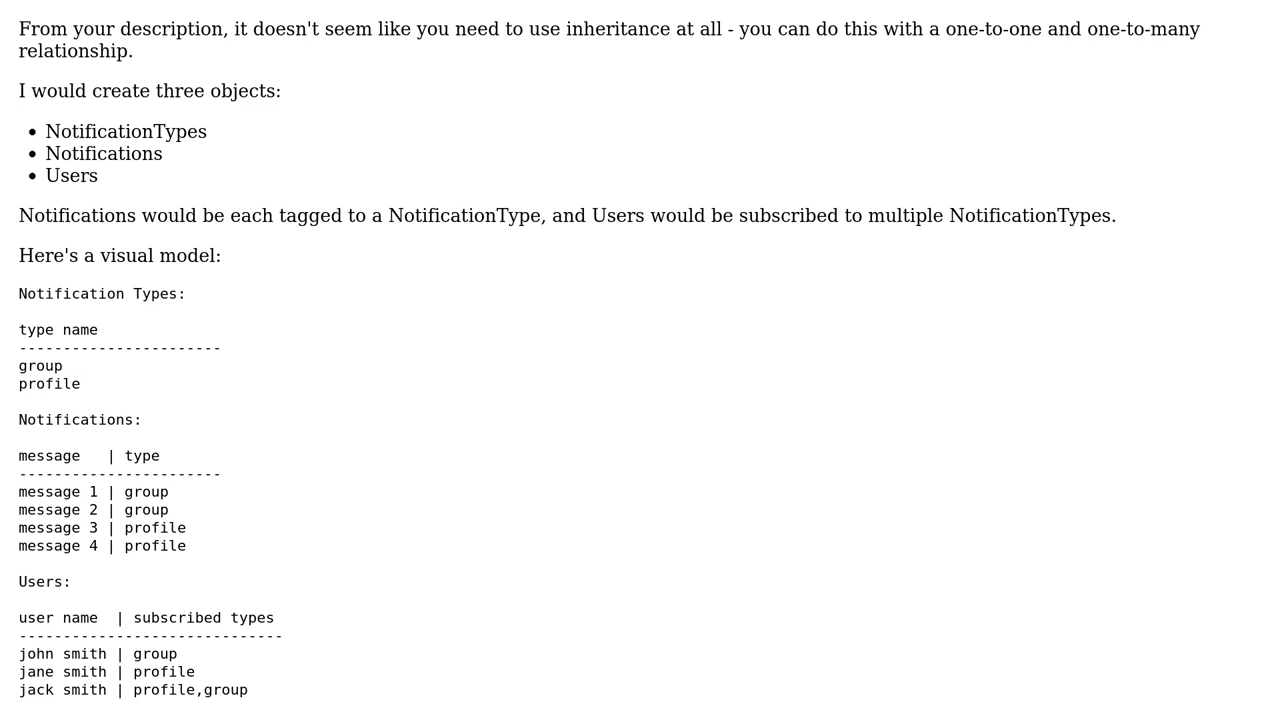 From your description, it doesn't seem like you need to use inheritance at all - you can do this with a one-to-one and one-to-many
relationship.
I would create three objects:
• NotificationTypes
• Notifications
• Users
Notifications would be each tagged to a NotificationType, and Users would be subscribed to multiple NotificationTypes.
Here's a visual model:
Notification Types:
type name
-----------------------
group
profile
Notifications:
message   | type
-----------------------
message 1 | group
message 2 | group
message 3 | profile
message 4 | profile
Users:
user name  | subscribed types
------------------------------
john smith | group
jane smith | profile
jack smith | profile,group